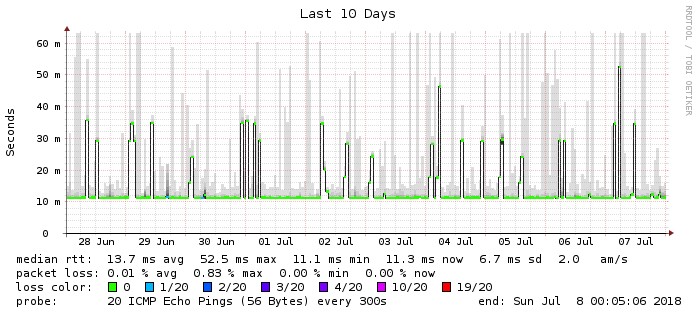 Last 10 Days
RRDTOOL / TOBI OETIKER
Seconds
60 m
50 m
40 m
30 m
20 m
10 m
0
28 Jun 29 Jun 30 Jun 01 Jul 02 Jul 03 Jul 04 Jul 05 Jul 06 Jul 07 Jul
median rtt: 13.7 ms avg 52.5 ms max 11.1 ms min 11.3 ms now 6.7 ms sd 2.0 am/s
packet loss: 0.01 % avg 0.83 % max 0.00 % min 0.00 % now
loss color: 0 1/20 2/20 3/20 4/20 10/20 19/20
probe: 20 ICMP Echo Pings (56 Bytes) every 300s end: Sun Jul 8 00:05:06 2018